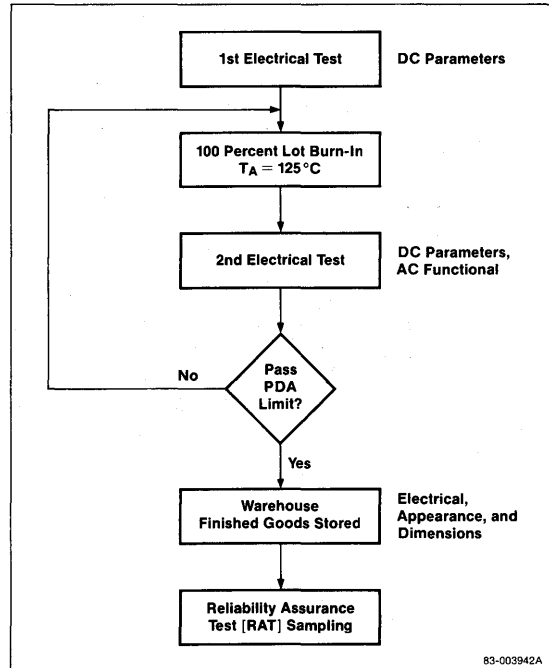 1st Electrical Test
DC Parameters
100 Percent Lot Burn-In
TA = 125°C
2nd Electrical Test
DC Parameters,
AC Functional
Pass
PDA
Limit?
No
Yes
Warehouse
Finished Goods Stored
Electrical,
Appearance, and
Dimensions
Reliability Assurance
Test [RAT] Sampling
83-003942A